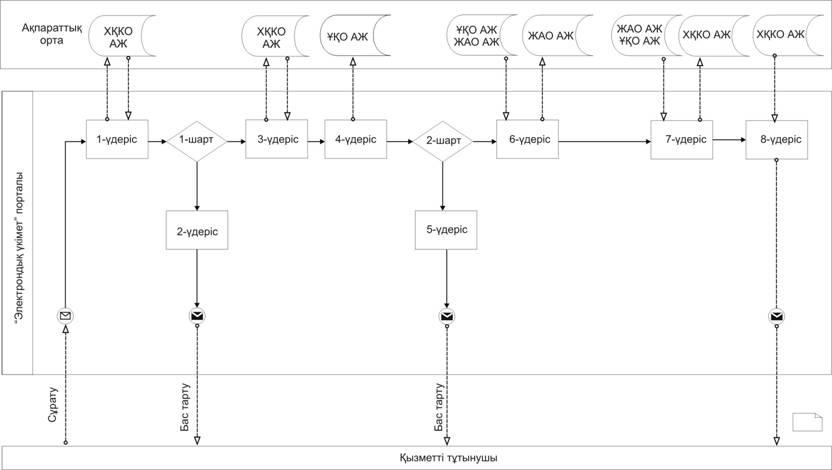 Ақпараттық
орта
ХҚКО
АЖ
ХҚКО
АЖ
ҰҚО АЖ
ҰҚО АЖ
ЖАО АЖ
ЖАО АЖ
ЖАО АЖ
ҰҚО АЖ
ХҚКО АЖ
ХҚКО АЖ
"Электрондық үкімет" порталы
1-үдеріс
1-шарт
3-үдеріс
4-үдеріс
2-шарт
6-үдеріс
7-үдеріс
8-үдеріс
2-үдеріс
5-үдеріс
Сұрату
Бас тарту
Бас тарту
Қызметті тұтынушы